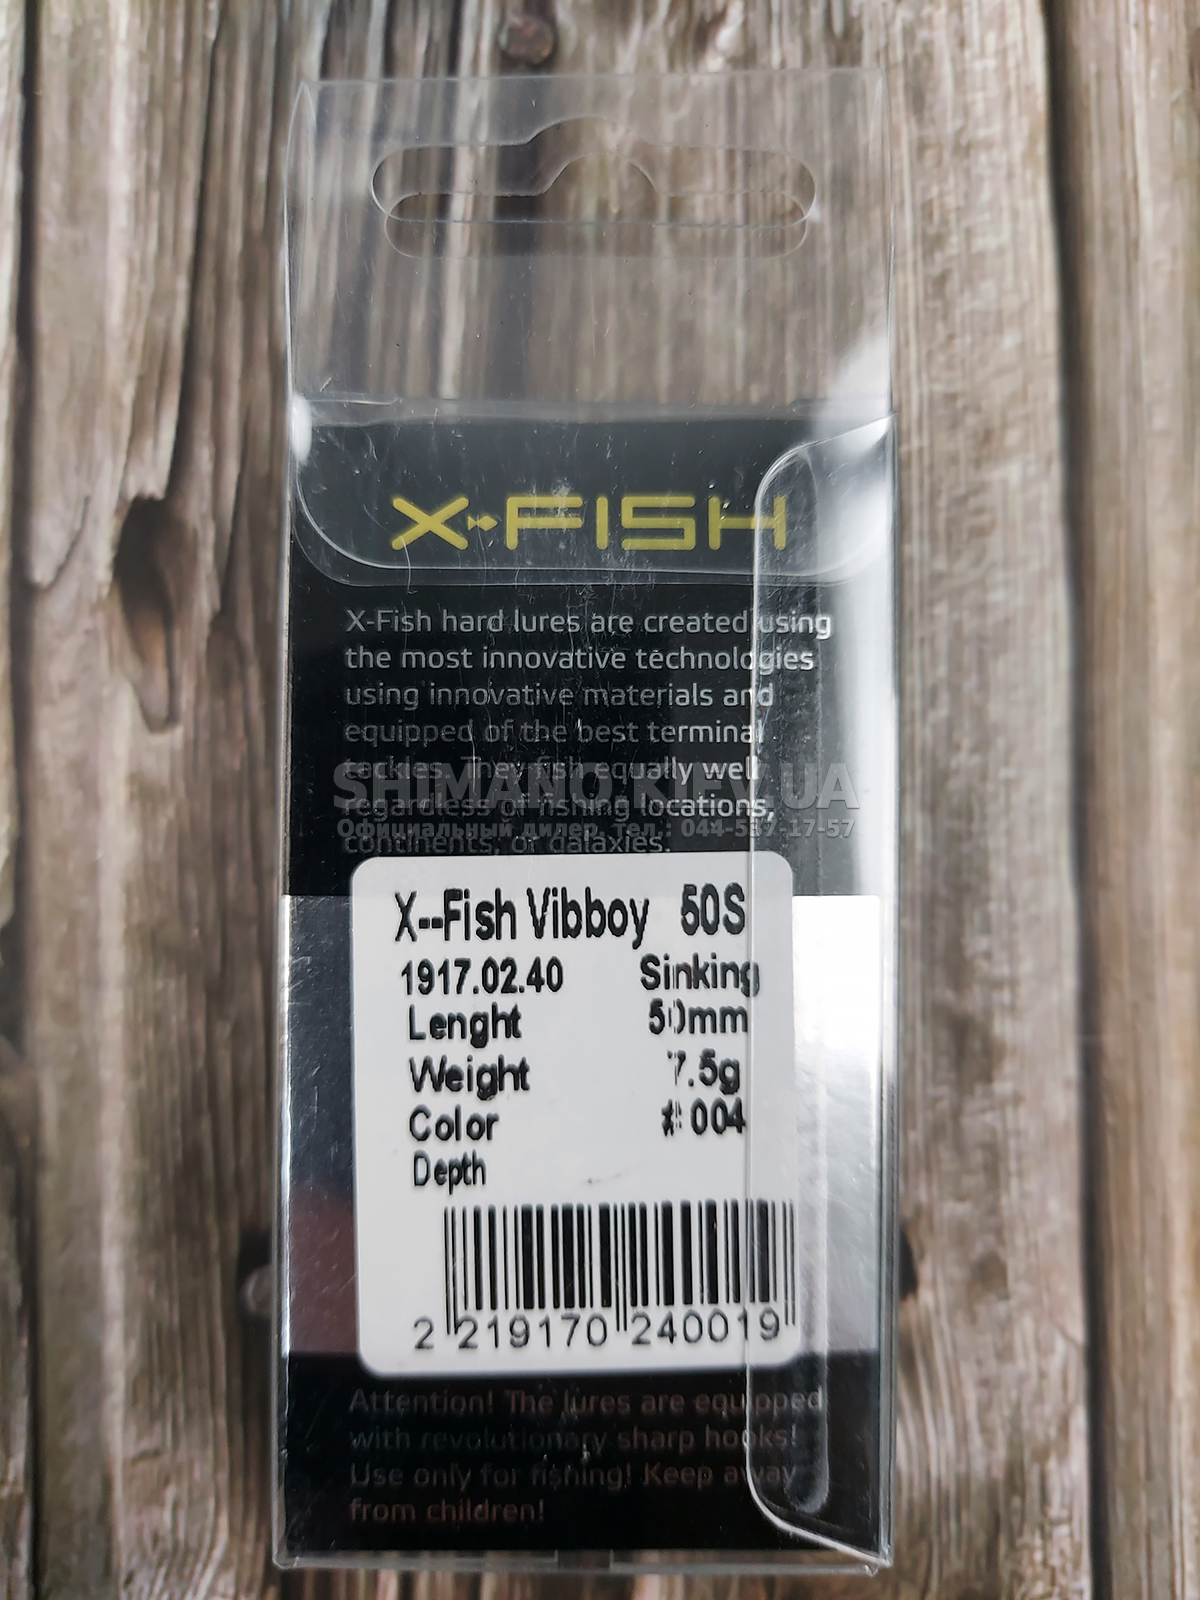 X-FISH
X-Fish hard lures are created using
the most innovative technologies
using innovative materials and
equipped of the best terminal
tackles. They fish equally well
SHIMANO.KIEV.UA
regardless of fishing locations,
Официальный дилер, тел.: 044-537-17-57
continents, or galaxies.
X--Fish Vibboy 50S
1917.02.40 Sinking
Lenght 50mm
Weight 7.5g
Color # 004
Depth
2 219170 240019
Attention! The lures are equipped
with revolutionary sharp hooks!
Use only for fishing! Keep away
from children!